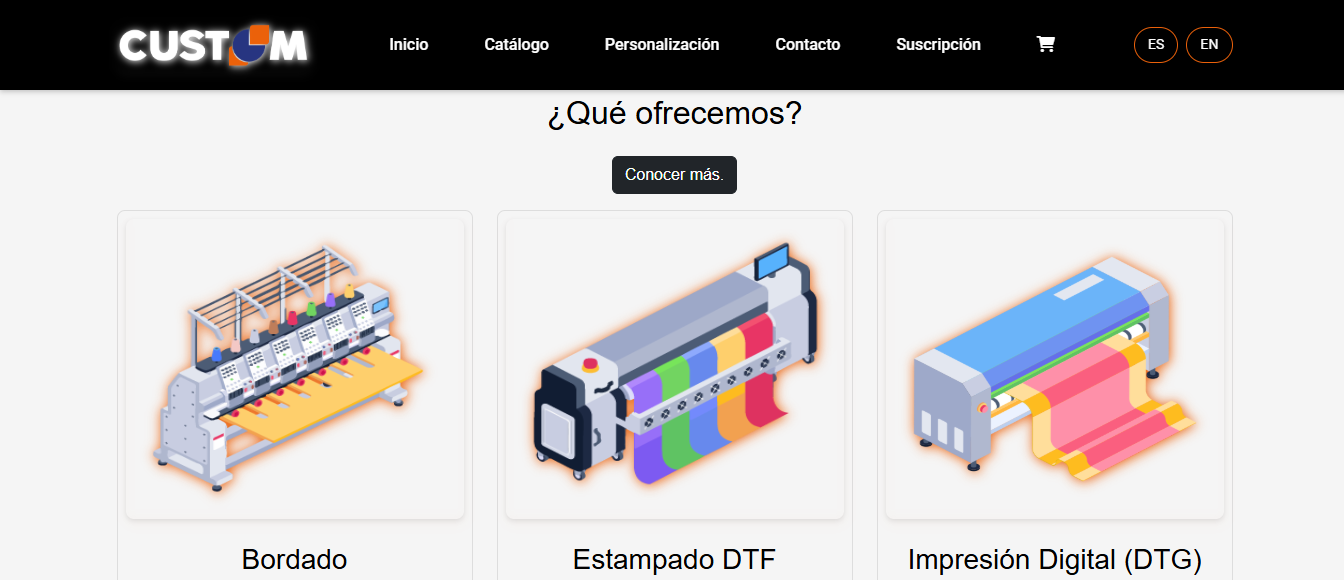 CUSTOM Inicio Catálogo Personalización Contacto Suscripción ES EN
¿Qué ofrecemos?
Conocer más.
Bordado Estampado DTF Impresión Digital (DTG)